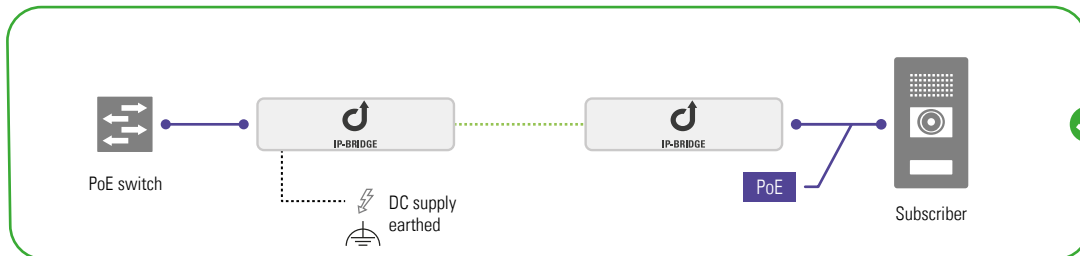 IP-BRIDGE
IP-BRIDGE
PoE switch
DC supply
earthed
PoE
Subscriber